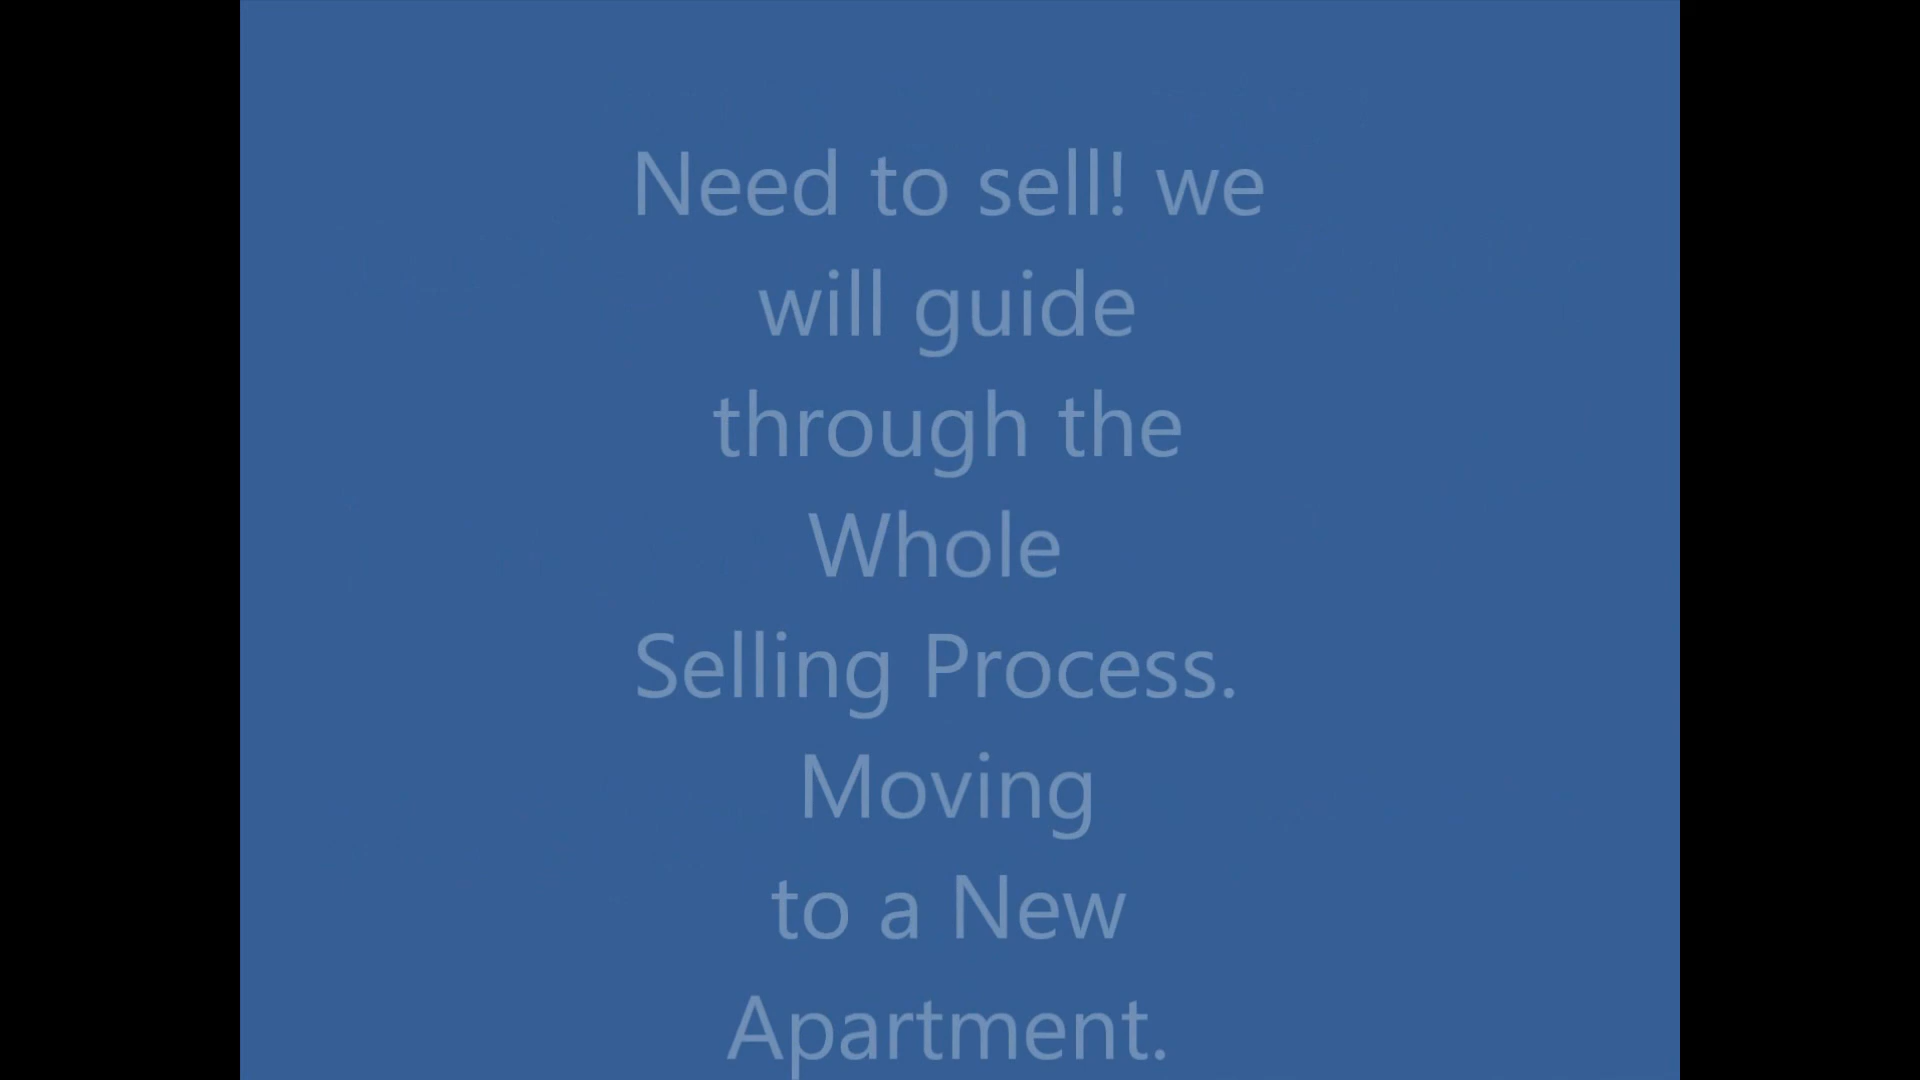 Need to sell! we
will guide
through the
Whole
Selling Process.
Moving
to a New
Apartment.